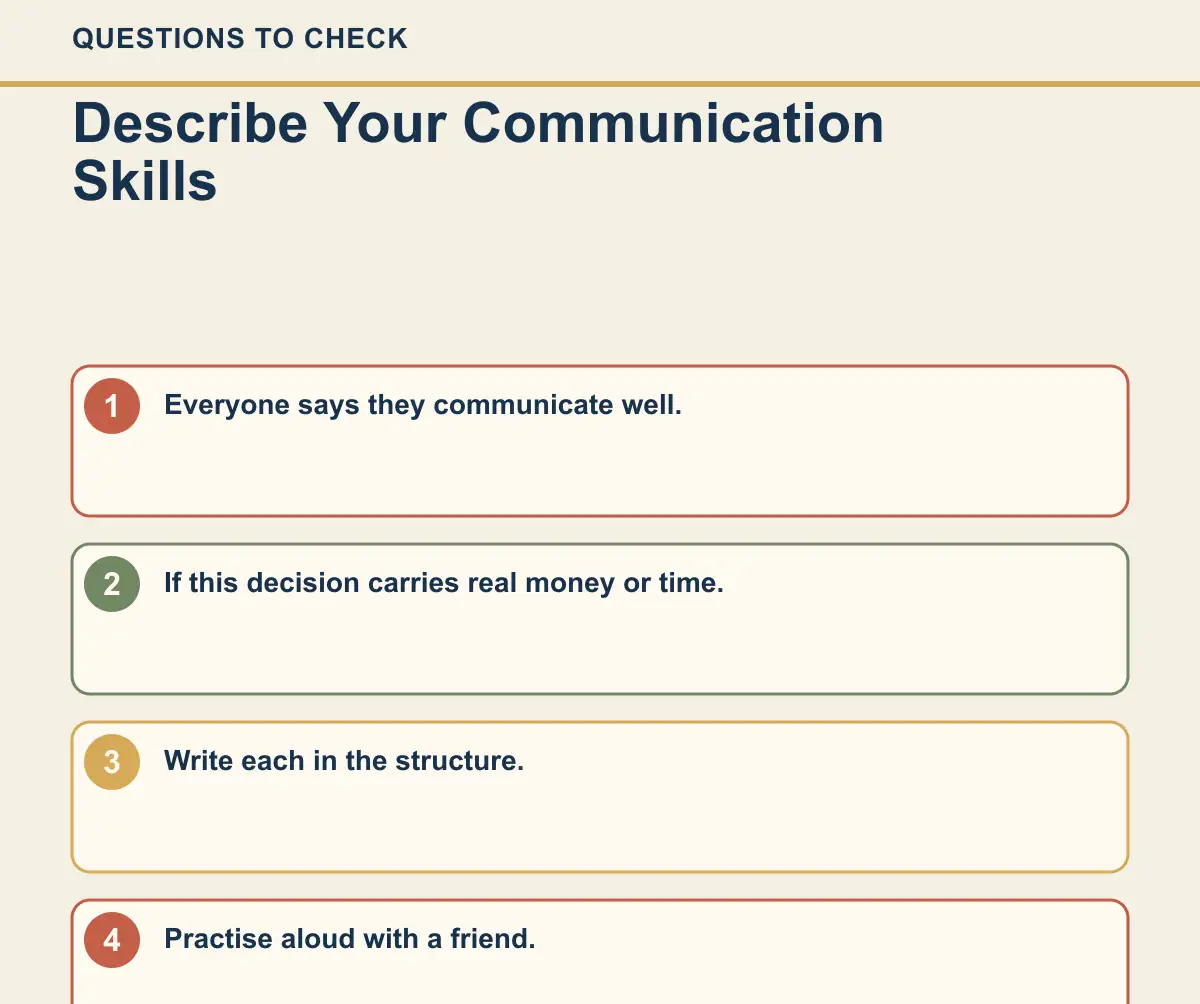 QUESTIONS TO CHECK
Describe Your Communication
Skills
1
Everyone says they communicate well.
2
If this decision carries real money or time.
3
Write each in the structure.
4
Practise aloud with a friend.